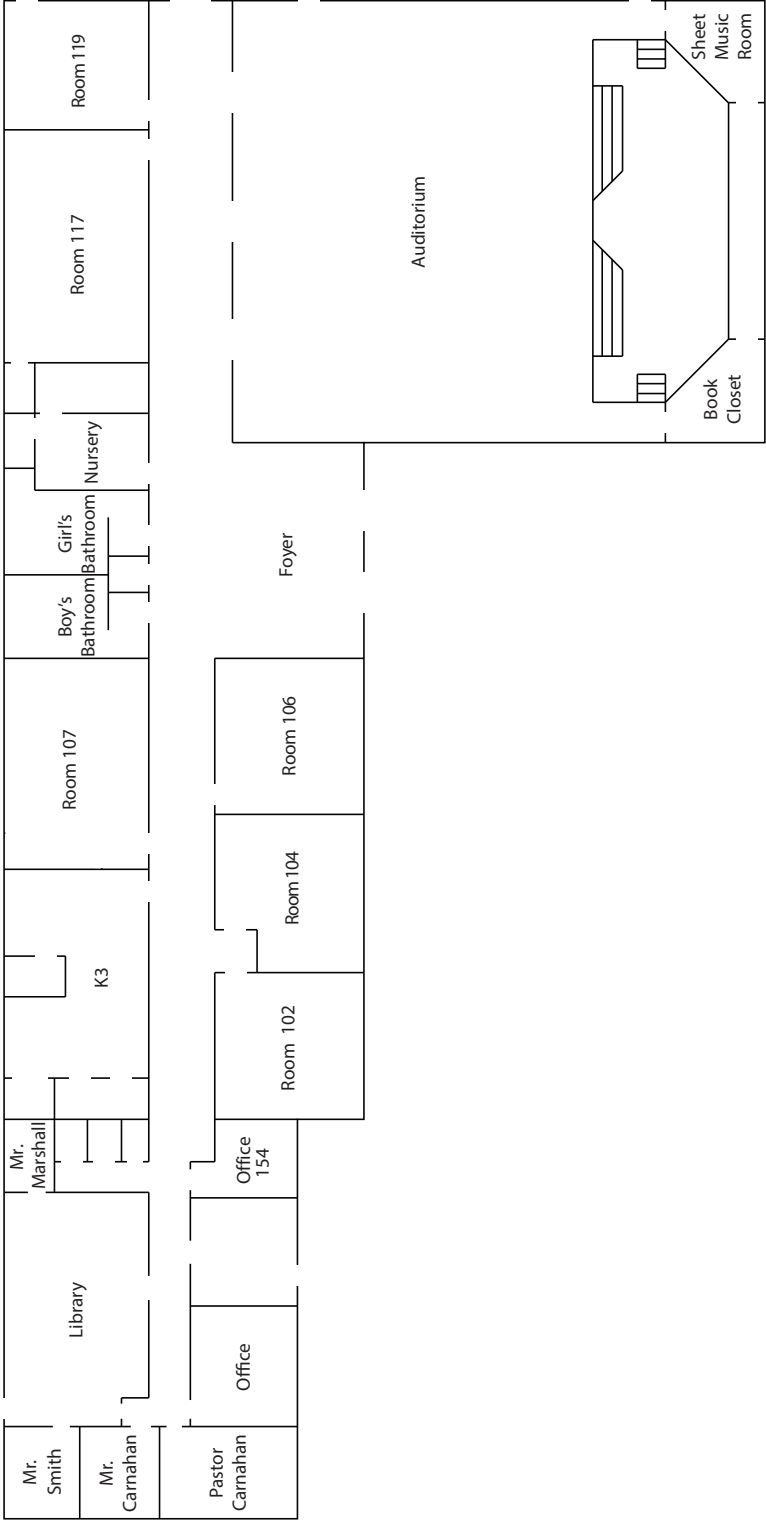 Room 119
Sheet
Music
Room
Room 117
Auditorium
Book
Closet
Nursery
Girl's
Bathroom
Boy's
Bathroom
Foyer
Room 107
Room 106
Room 104
K3
Room 102
Mr.
Marshall
Office
154
Library
Office
Mr.
Smith
Mr.
Carnahan
Pastor
Carnahan